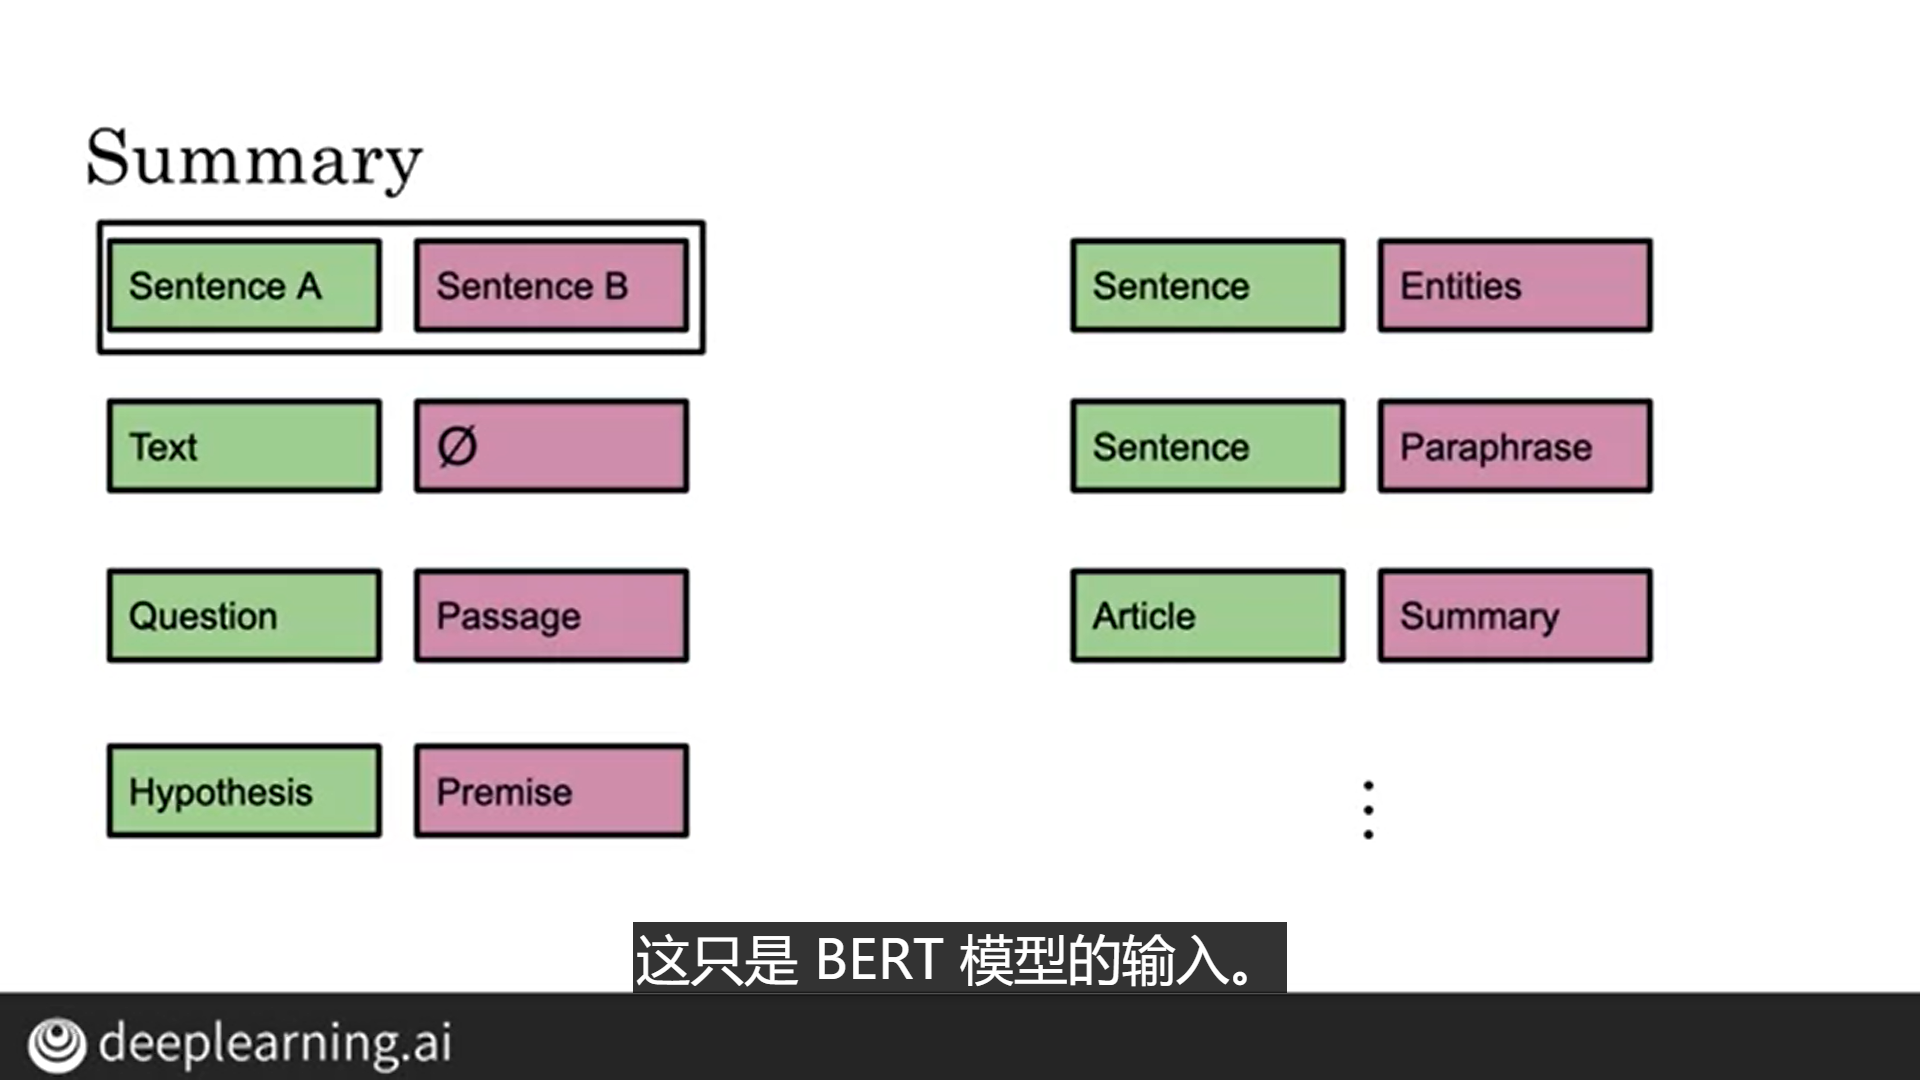 Summary
Sentence A Sentence B
Text Ø
Question Passage
Hypothesis Premise
Sentence Entities
Sentence Paraphrase
Article Summary
这只是 BERT 模型的输入。
deeplearning.ai